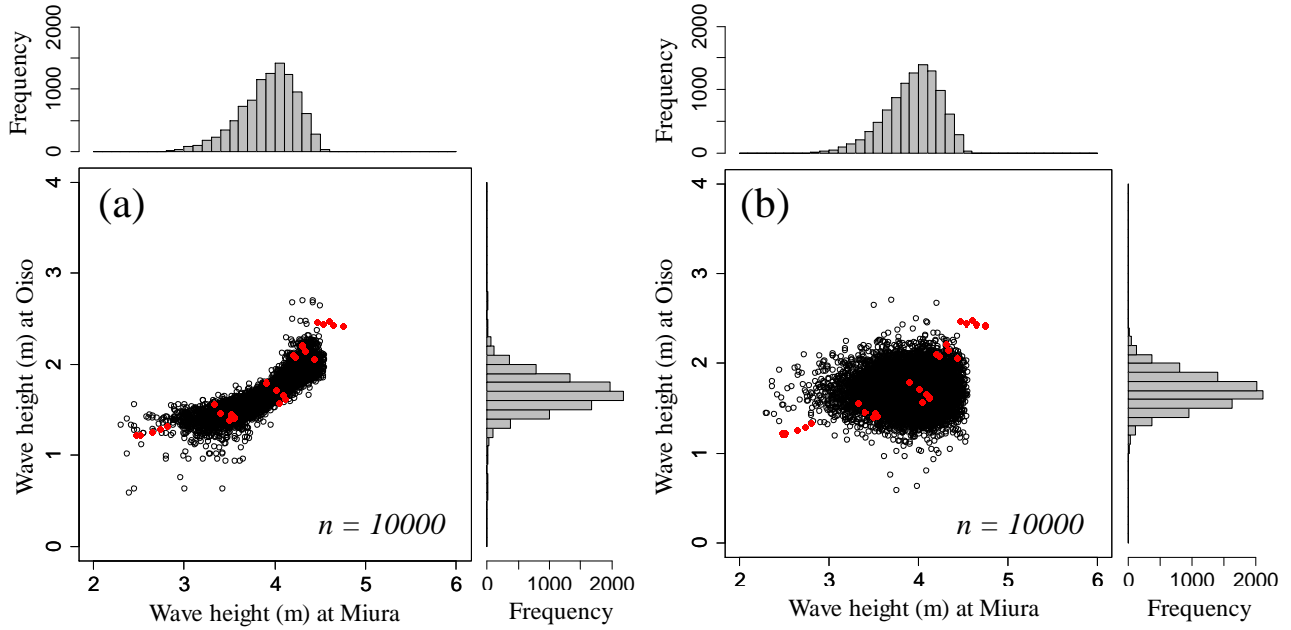 Frequency
0 1000 2000
(a)
Wave height (m) at Oiso
0 1 2 3 4
n = 10000
2 3 4 5 6
Wave height (m) at Miura
0 1000 2000
Frequency
Frequency
0 1000 2000
(b)
Wave height (m) at Oiso
0 1 2 3 4
n = 10000
2 3 4 5 6
Wave height (m) at Miura
0 1000 2000
Frequency